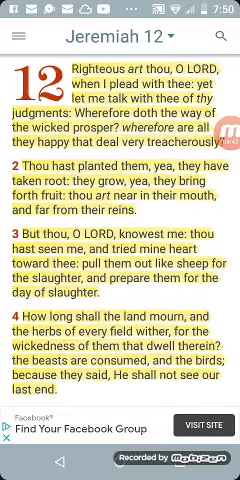 7:50
Jeremiah 12
12 Righteous art thou, O LORD,
when I plead with thee: yet
let me talk with thee of thy
judgments: Wherefore doth the way of
the wicked prosper? wherefore are all
they happy that deal very treacherously?
2 Thou hast planted them, yea, they have
taken root: they grow, yea, they bring
forth fruit: thou art near in their mouth,
and far from their reins.
3 But thou, O LORD, knowest me: thou
hast seen me, and tried mine heart
toward thee: pull them out like sheep for
the slaughter, and prepare them for the
day of slaughter.
4 How long shall the land mourn, and
the herbs of every field wither, for the
wickedness of them that dwell therein?
the beasts are consumed, and the birds;
because they said, He shall not see our
last end.
Facebook®
Find Your Facebook Group
VISIT SITE
Recorded by mobizen